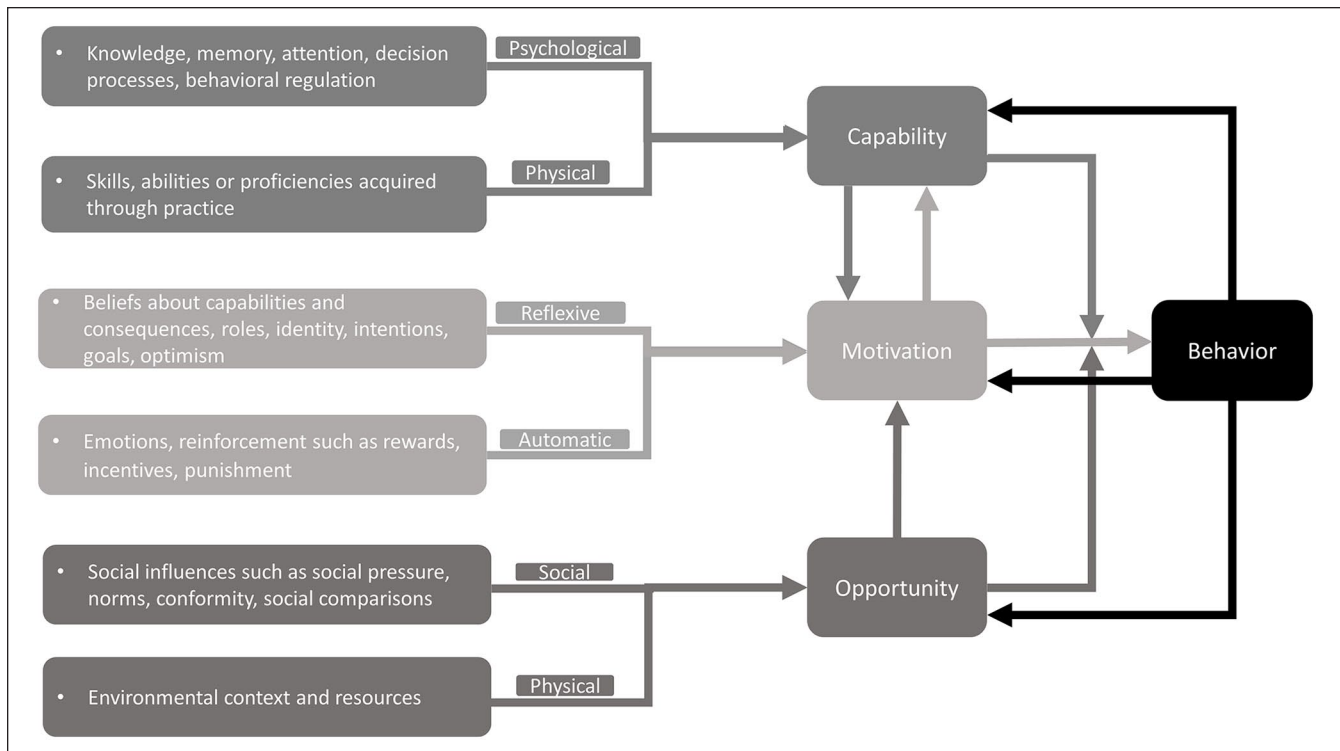 • Knowledge, memory, attention, decision
processes, behavioral regulation
Psychological
• Skills, abilities or proficiencies acquired
through practice
Physical
Capability
• Beliefs about capabilities and
consequences, roles, identity, intentions,
goals, optimism
Reflexive
• Emotions, reinforcement such as rewards,
incentives, punishment
Automatic
Motivation
Behavior
• Social influences such as social pressure,
norms, conformity, social comparisons
Social
• Environmental context and resources
Physical
Opportunity